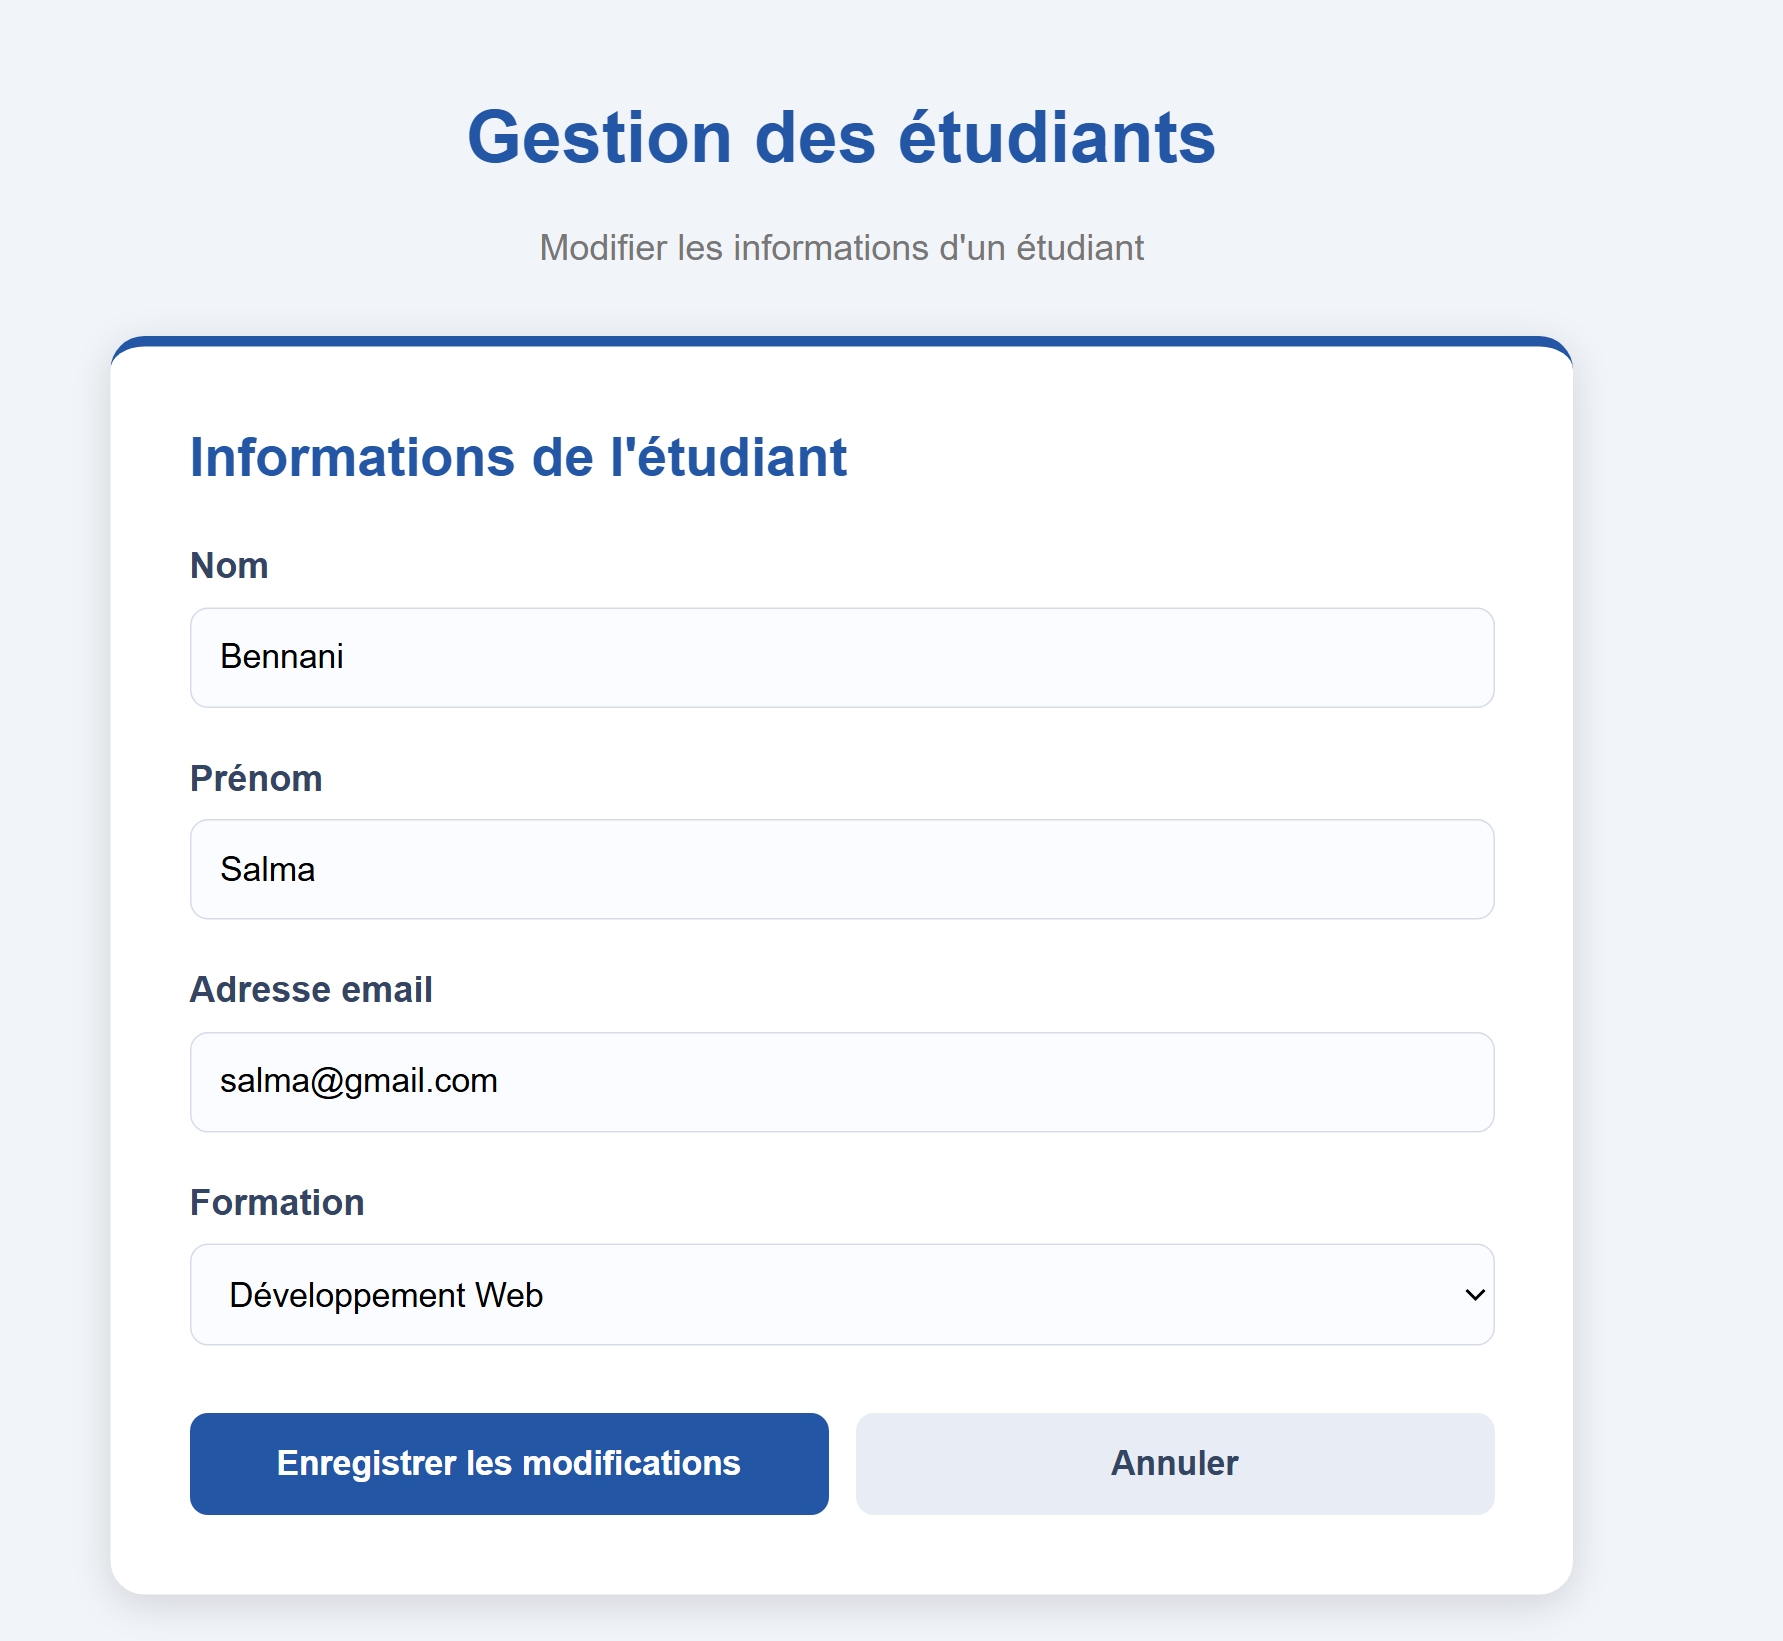 Gestion des étudiants
Modifier les informations d'un étudiant
Informations de l'étudiant
Nom
Bennani
Prénom
Salma
Adresse email
salma@gmail.com
Formation
Développement Web
Enregistrer les modifications
Annuler